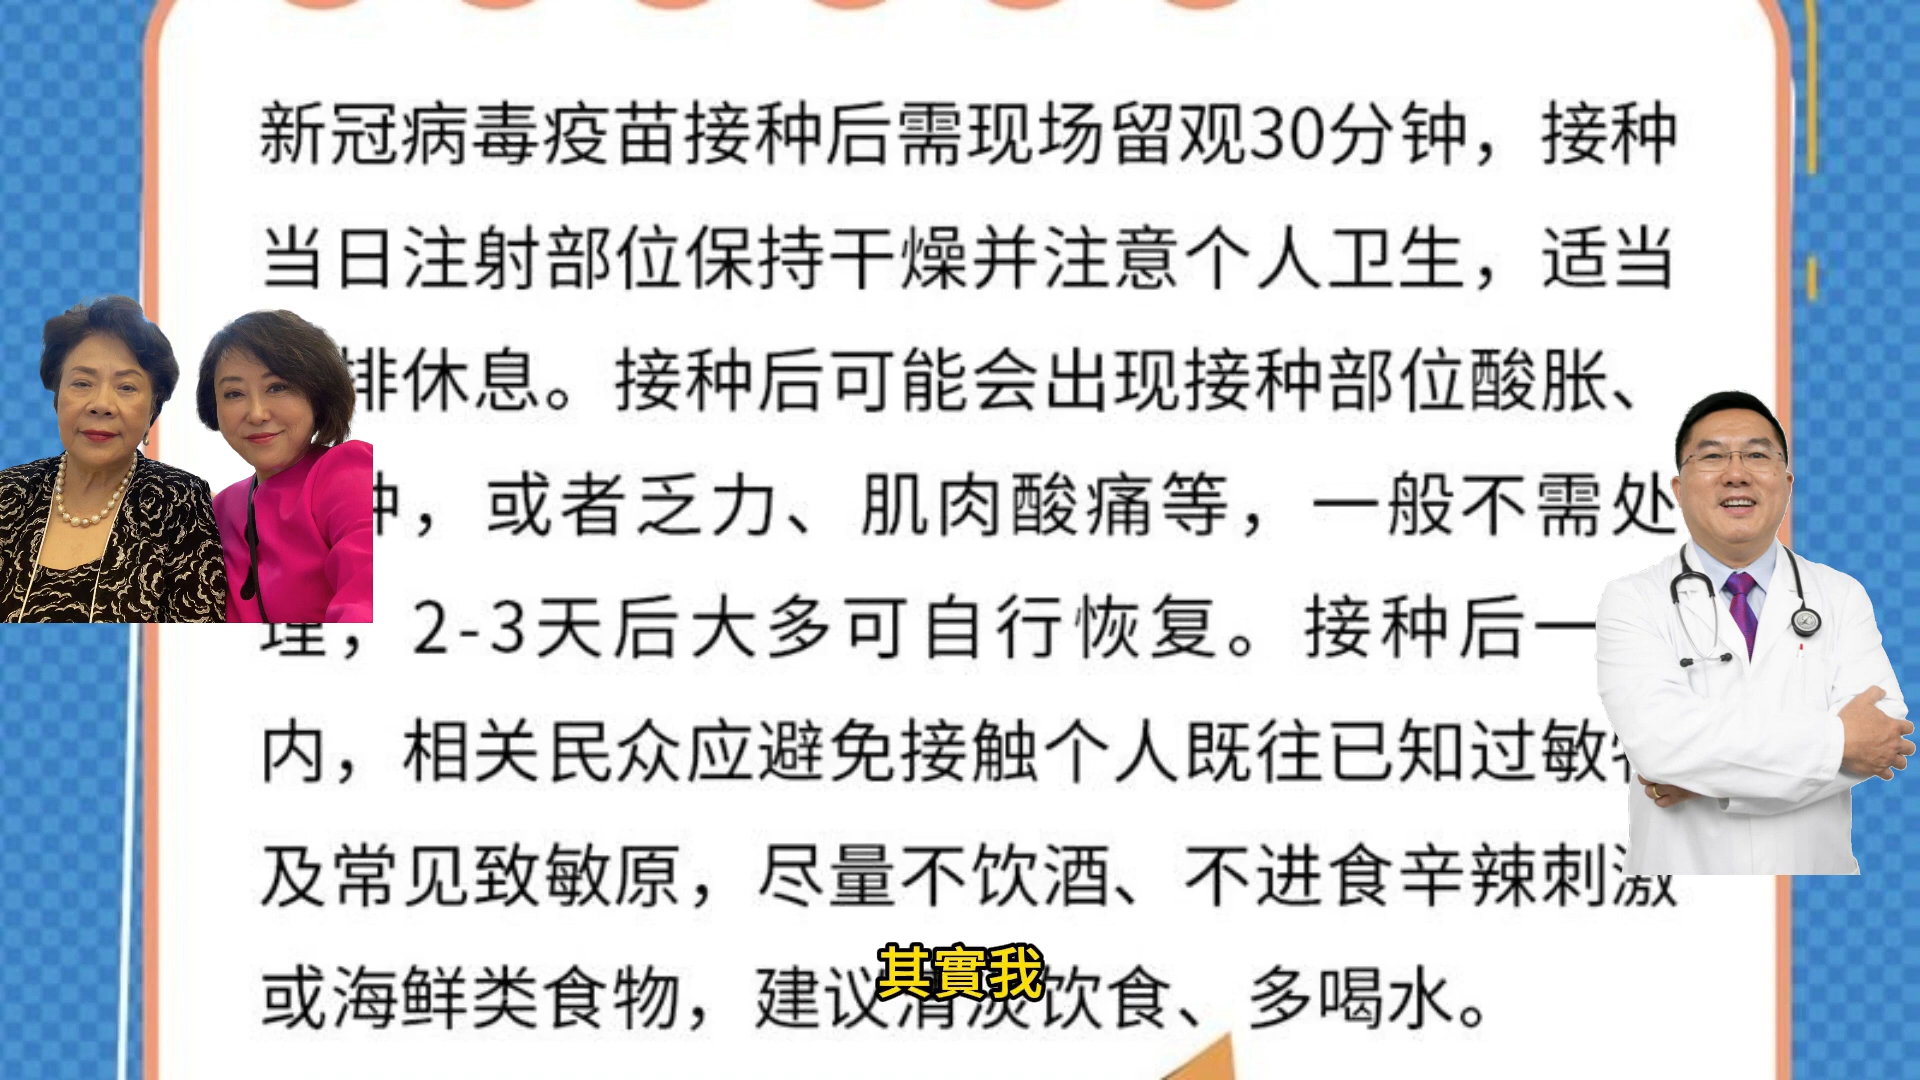 新冠病毒疫苗接种后需现场留观30分钟，接种
当日注射部位保持干燥并注意个人卫生，适当
排休息。接种后可能会出现接种部位酸胀、
，或者乏力、肌肉酸痛等，一般不需处
理，2-3天后大多可自行恢复。接种后一
内，相关民众应避免接触个人既往已知过敏
及常见致敏原，尽量不饮酒、不进食辛辣刺激
或海鲜类食物，建议清淡饮食、多喝水。
其實我